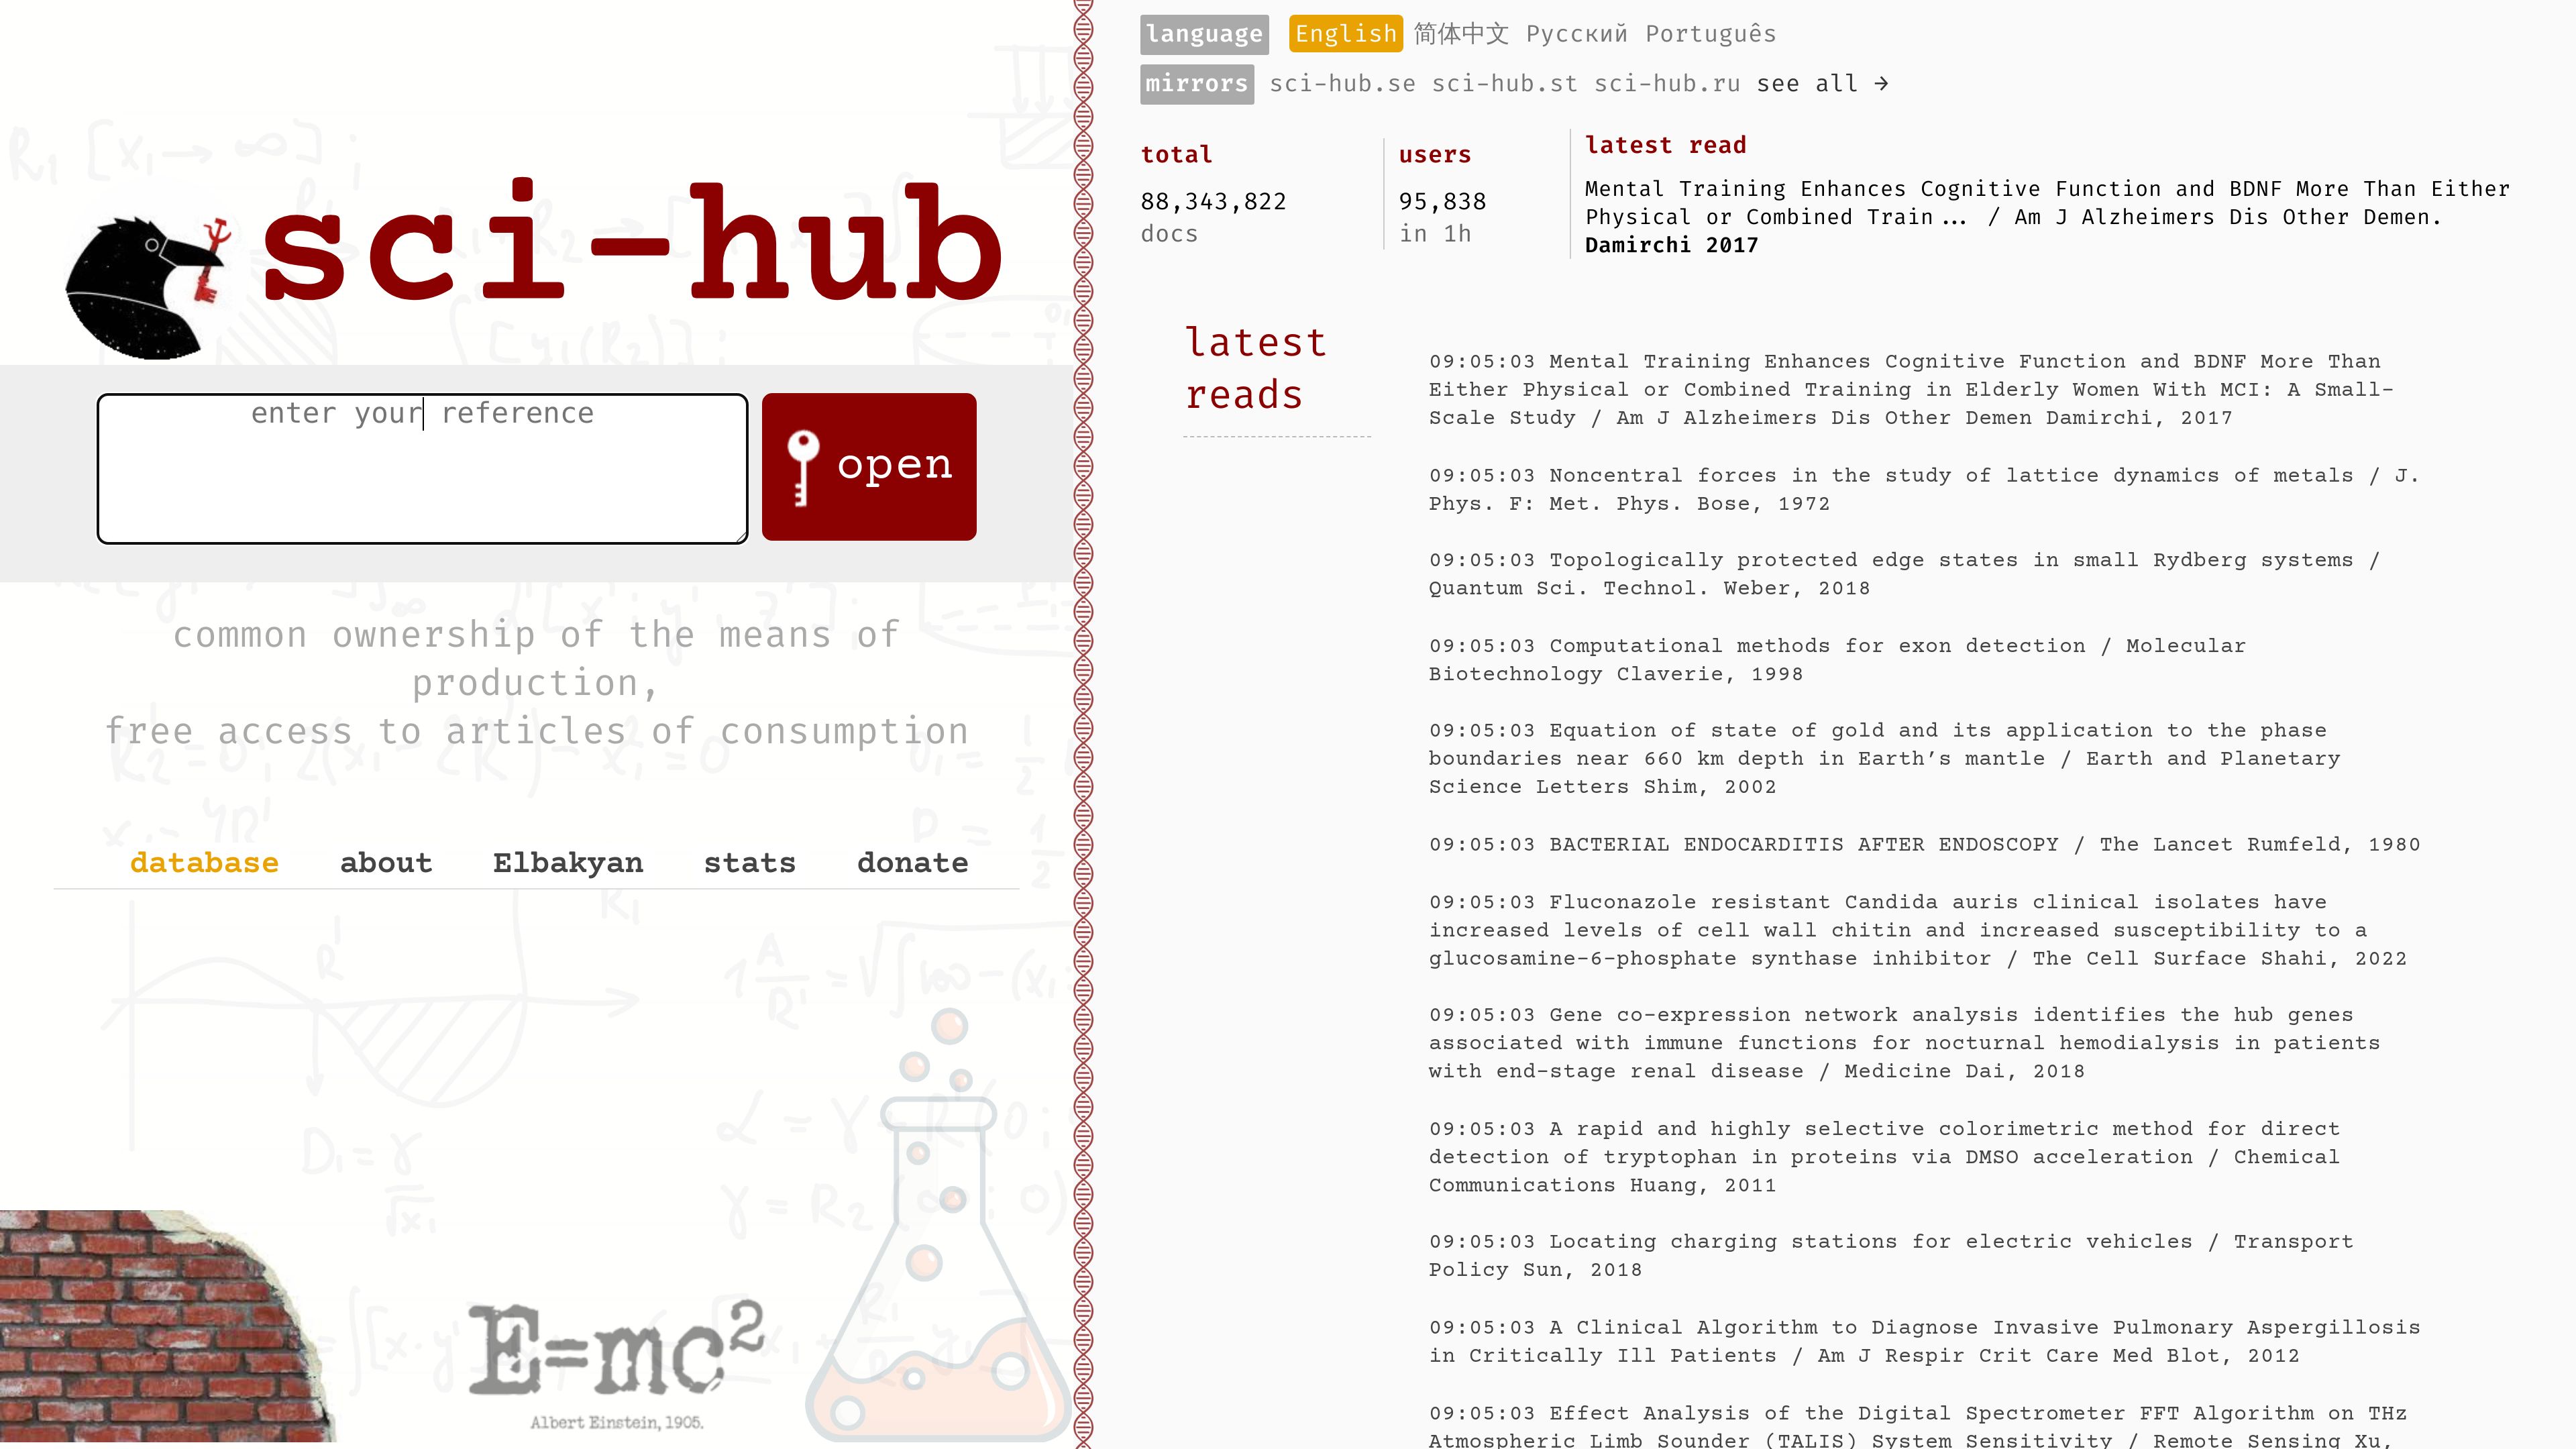 sci-hub
enter your reference
open
common ownership of the means of
production,
free access to articles of consumption
database about Elbakyan stats donate
E=mc²
Albert Einstein, 1905.
language English 简体中文 Русский Português
mirrors sci-hub.se sci-hub.st sci-hub.ru see all →
total
88,343,822
docs
users
95,838
in 1h
latest read
Mental Training Enhances Cognitive Function and BDNF More Than Either
Physical or Combined Train... / Am J Alzheimers Dis Other Demen.
Damirchi 2017
latest
reads
09:05:03 Mental Training Enhances Cognitive Function and BDNF More Than
Either Physical or Combined Training in Elderly Women With MCI: A Small-
Scale Study / Am J Alzheimers Dis Other Demen Damirchi, 2017
09:05:03 Noncentral forces in the study of lattice dynamics of metals / J.
Phys. F: Met. Phys. Bose, 1972
09:05:03 Topologically protected edge states in small Rydberg systems /
Quantum Sci. Technol. Weber, 2018
09:05:03 Computational methods for exon detection / Molecular
Biotechnology Claverie, 1998
09:05:03 Equation of state of gold and its application to the phase
boundaries near 660 km depth in Earth’s mantle / Earth and Planetary
Science Letters Shim, 2002
09:05:03 BACTERIAL ENDOCARDITIS AFTER ENDOSCOPY / The Lancet Rumfeld, 1980
09:05:03 Fluconazole resistant Candida auris clinical isolates have
increased levels of cell wall chitin and increased susceptibility to a
glucosamine-6-phosphate synthase inhibitor / The Cell Surface Shahi, 2022
09:05:03 Gene co-expression network analysis identifies the hub genes
associated with immune functions for nocturnal hemodialysis in patients
with end-stage renal disease / Medicine Dai, 2018
09:05:03 A rapid and highly selective colorimetric method for direct
detection of tryptophan in proteins via DMSO acceleration / Chemical
Communications Huang, 2011
09:05:03 Locating charging stations for electric vehicles / Transport
Policy Sun, 2018
09:05:03 A Clinical Algorithm to Diagnose Invasive Pulmonary Aspergillosis
in Critically Ill Patients / Am J Respir Crit Care Med Blot, 2012
09:05:03 Effect Analysis of the Digital Spectrometer FFT Algorithm on THz
Atmospheric Limb Sounder (TALIS) System Sensitivity / Remote Sensing Xu,